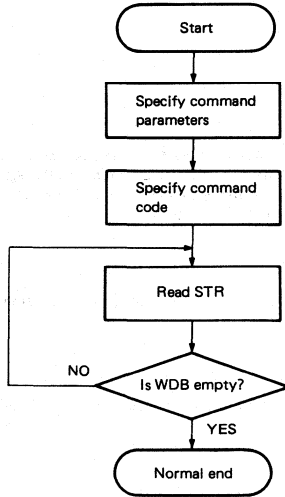 Start
Specify command
parameters
Specify command
code
Read STR
NO
Is WDB empty?
YES
Normal end